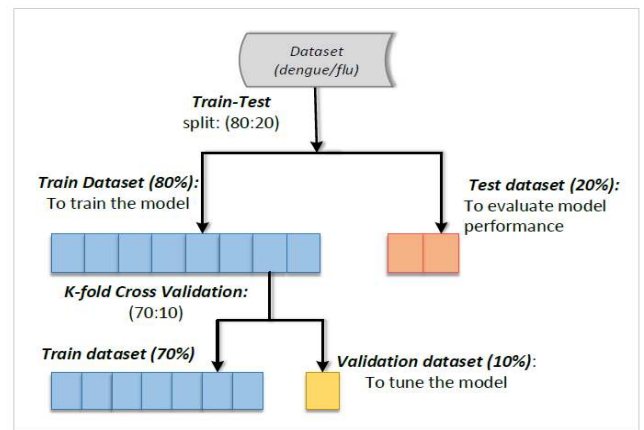 Dataset
(dengue/flu)
Train-Test
split: (80:20)
Train Dataset (80%):
To train the model
Test dataset (20%):
To evaluate model
performance
K-fold Cross Validation:
(70:10)
Train dataset (70%)
Validation dataset (10%):
To tune the model